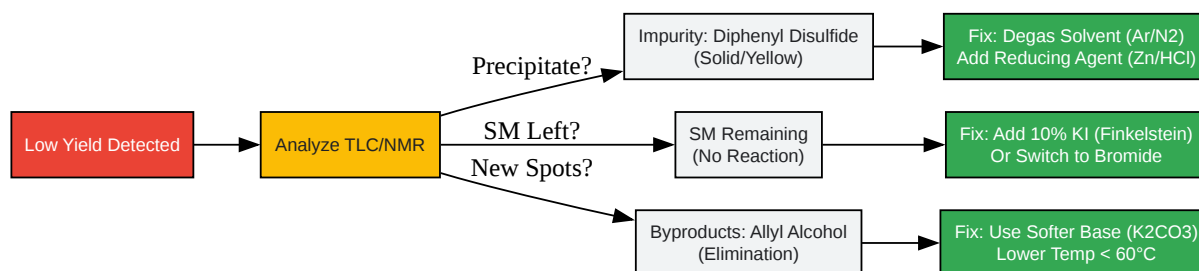 Low Yield Detected
Analyze TLC/NMR
Precipitate?
Impurity: Diphenyl Disulfide
(Solid/Yellow)
Fix: Degas Solvent (Ar/N2)
Add Reducing Agent (Zn/HCl)
SM Left?
SM Remaining
(No Reaction)
Fix: Add 10% KI (Finkelstein)
Or Switch to Bromide
New Spots?
Byproducts: Allyl Alcohol
(Elimination)
Fix: Use Softer Base (K2CO3)
Lower Temp < 60°C